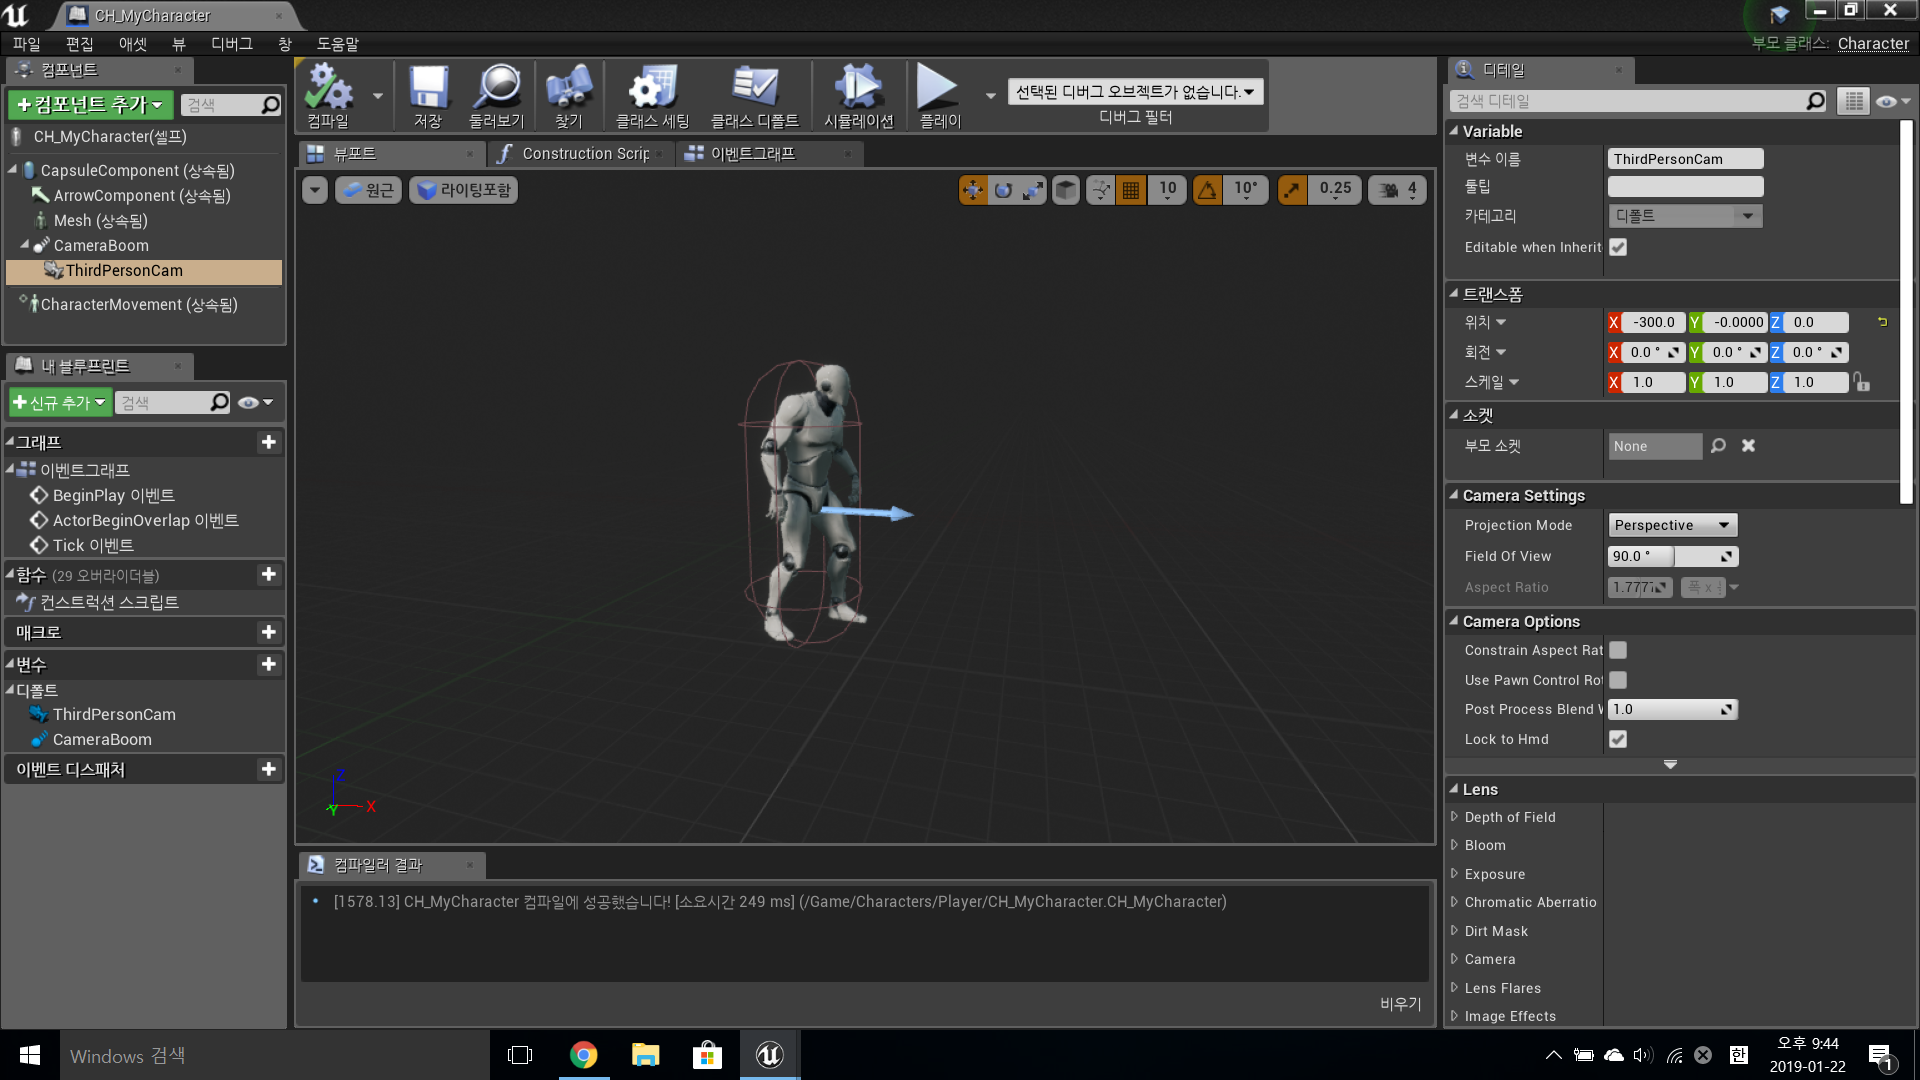 CH_MyCharacter
파일 편집 애셋 뷰 디버그 창 도움말
부모 클래스: Character
컴포넌트
컴포넌트 추가
검색
CH_MyCharacter(셀프)
CapsuleComponent (상속됨)
ArrowComponent (상속됨)
Mesh (상속됨)
CameraBoom
ThirdPersonCam
CharacterMovement (상속됨)
내 블루프린트
신규 추가
검색
그래프
이벤트그래프
BeginPlay 이벤트
ActorBeginOverlap 이벤트
Tick 이벤트
함수 (29 오버라이더블)
컨스트럭션 스크립트
매크로
변수
디폴트
ThirdPersonCam
CameraBoom
이벤트 디스패처
컴파일 저장 둘러보기 찾기 클래스 세팅 클래스 디폴트 시뮬레이션 플레이
선택된 디버그 오브젝트가 없습니다.
디버그 필터
뷰포트
Construction Scrip
이벤트그래프
원근
라이팅포함
10
10°
0.25
4
Z
Y
X
컴파일러 결과
[1578.13] CH_MyCharacter 컴파일에 성공했습니다! [소요시간 249 ms] (/Game/Characters/Player/CH_MyCharacter.CH_MyCharacter)
비우기
디테일
검색 디테일
Variable
변수 이름 ThirdPersonCam
툴팁
카테고리 디폴트
Editable when Inherit
트랜스폼
위치 X -300.0 Y -0.0000 Z 0.0
회전 X 0.0 ° Y 0.0 ° Z 0.0 °
스케일 X 1.0 Y 1.0 Z 1.0
소켓
부모 소켓 None
Camera Settings
Projection Mode Perspective
Field Of View 90.0 °
Aspect Ratio 1.7777 폭 x
Camera Options
Constrain Aspect Rat
Use Pawn Control Rot
Post Process Blend W 1.0
Lock to Hmd
Lens
Depth of Field
Bloom
Exposure
Chromatic Aberratio
Dirt Mask
Camera
Lens Flares
Image Effects
Windows 검색
한
오후 9:44
2019-01-22
1